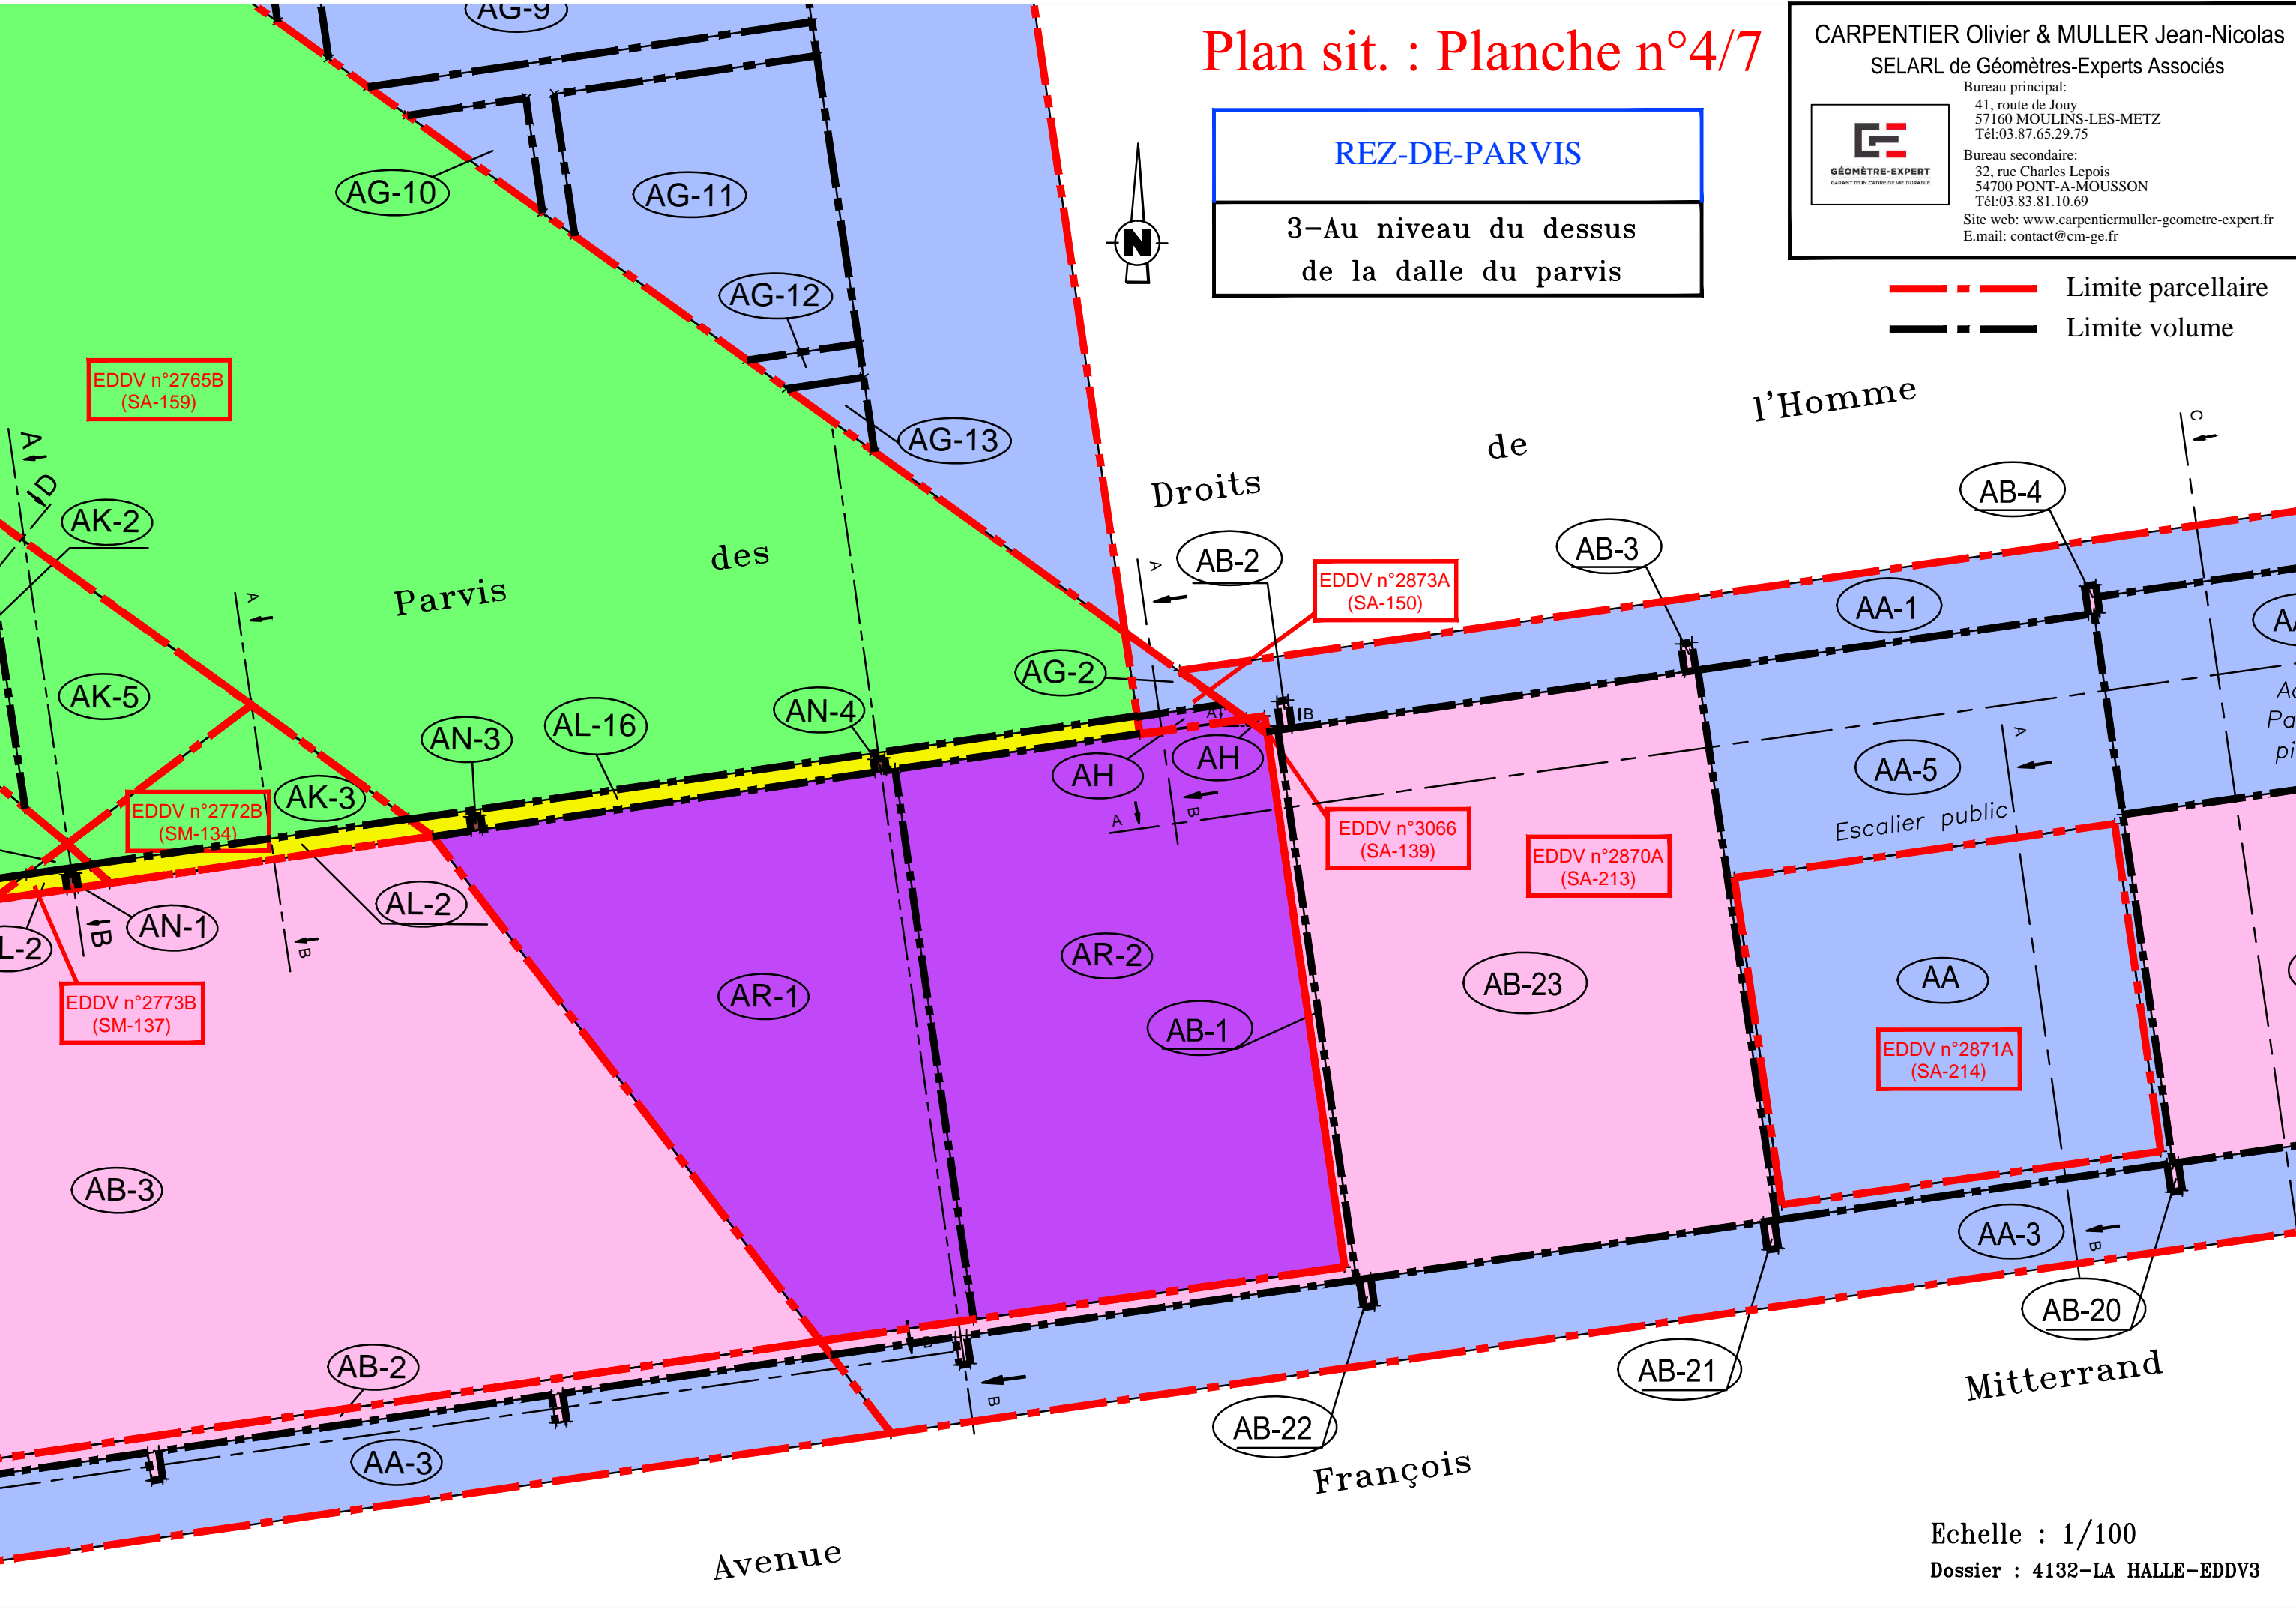 Plan sit. : Planche n°4/7
REZ-DE-PARVIS
3-Au niveau du dessus
de la dalle du parvis
N
CARPENTIER Olivier & MULLER Jean-Nicolas
SELARL de Géomètres-Experts Associés
Bureau principal:
41, route de Jouy
57160 MOULINS-LES-METZ
Tél:03.87.65.29.75
Bureau secondaire:
32, rue Charles Lepois
54700 PONT-A-MOUSSON
Tél:03.83.81.10.69
Site web: www.carpentiermuller-geometre-expert.fr
E.mail: contact@cm-ge.fr
GÉOMÈTRE-EXPERT
GARANT D'UN CADRE DE VIE DURABLE
Limite parcellaire
Limite volume
AG-9
AG-10
AG-11
AG-12
AG-13
EDDV n°2765B
(SA-159)
A
D
AK-2
AK-5
A
Parvis
des
Droits
de
l'Homme
C
AB-4
AB-3
AB-2
A
EDDV n°2873A
(SA-150)
AA-1
AG-2
AN-4
AL-16
AN-3
AK-3
EDDV n°2772B
(SM-134)
A
B
AH
AH
A
B
EDDV n°3066
(SA-139)
EDDV n°2870A
(SA-213)
AA-5
A
Escalier public
AL-2
AN-1
B
B
L-2
EDDV n°2773B
(SM-137)
AR-1
AR-2
AB-1
AB-23
AA
EDDV n°2871A
(SA-214)
AB-3
AA-3
B
AB-20
AB-21
AB-22
AB-2
AA-3
D
B
Avenue
François
Mitterrand
Echelle : 1/100
Dossier : 4132-LA HALLE-EDDV3